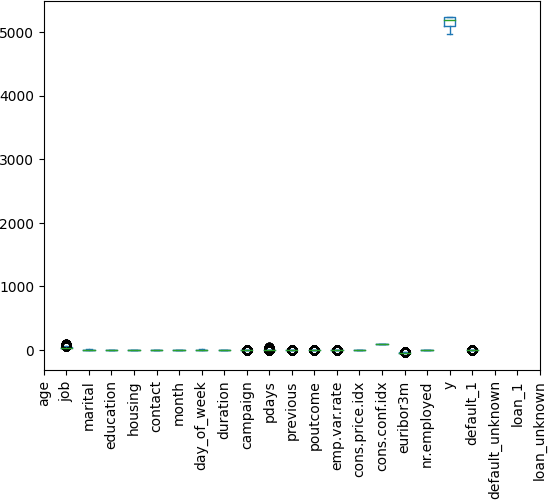 5000
4000
3000
2000
1000
0
age
job
marital
education
housing
contact
month
day_of_week
duration
campaign
pdays
previous
poutcome
emp.var.rate
cons.price.idx
cons.conf.idx
euribor3m
nr.employed
y
default_1
default_unknown
loan_1
loan_unknown